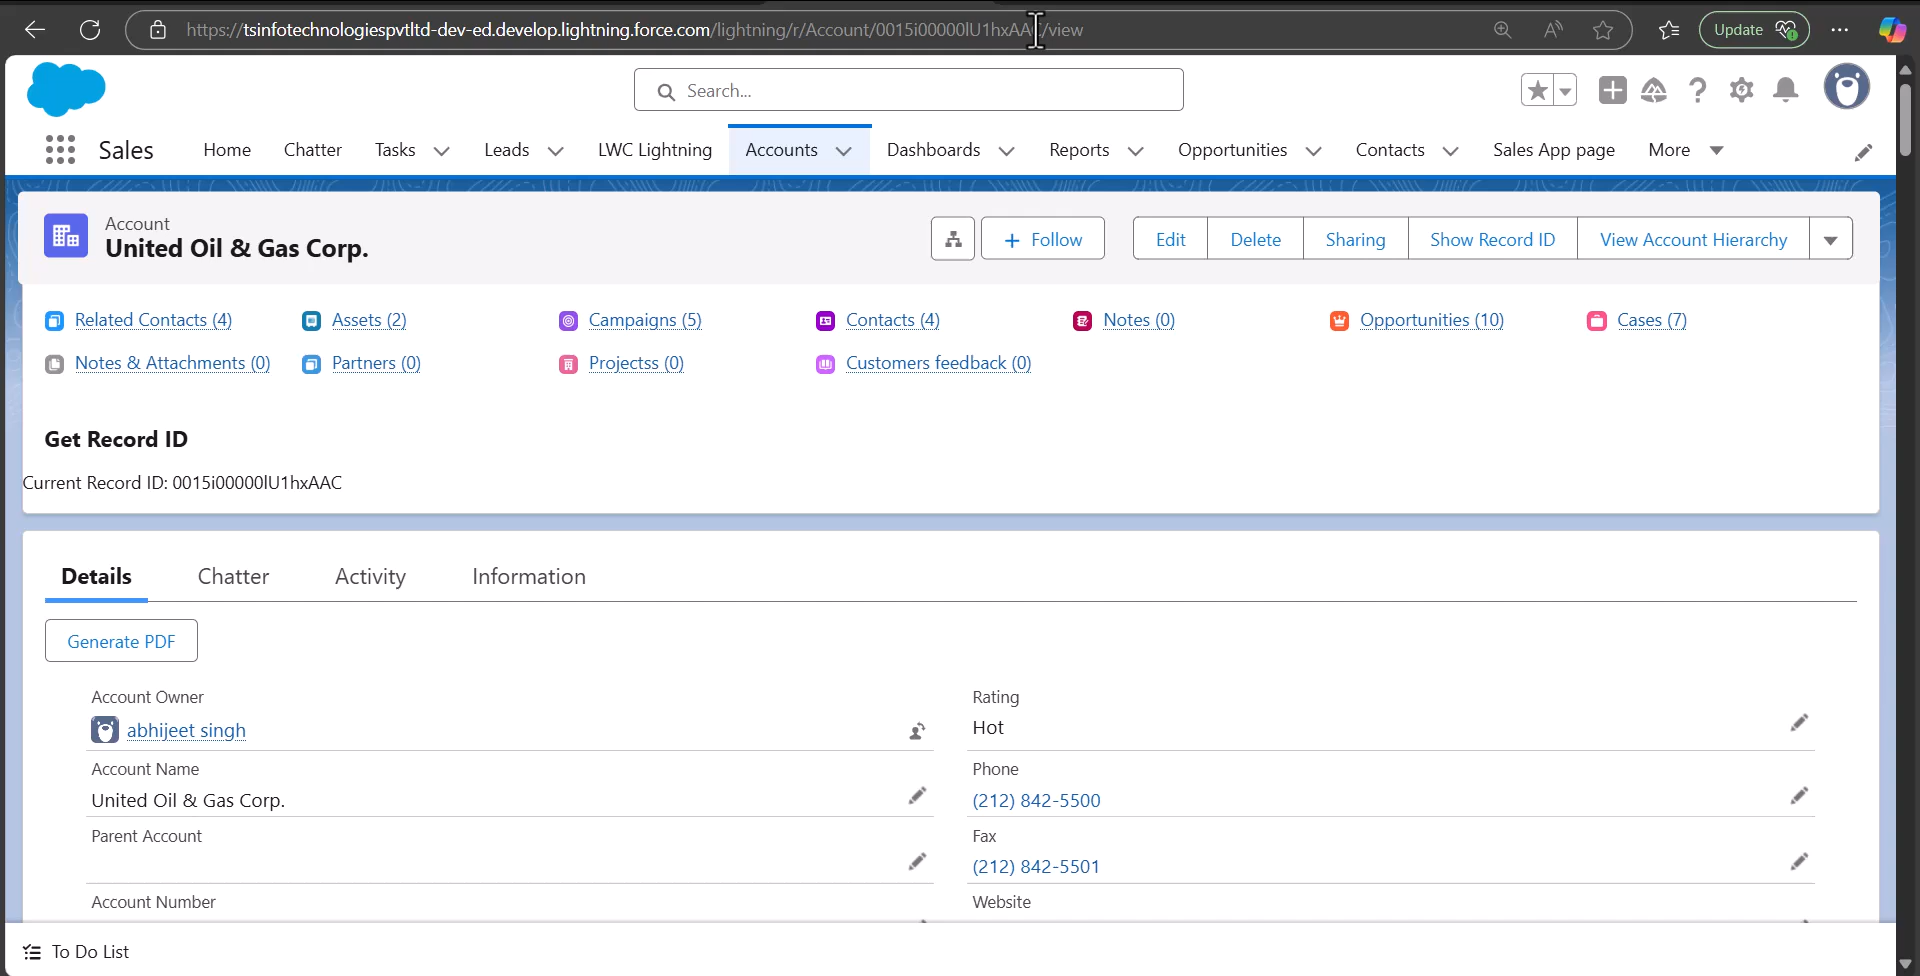 https://tsinfotechnologiespvtltd-dev-ed.develop.lightning.force.com/lightning/r/Account/0015i00000lU1hxAAC/view
Update
Search...
Sales
Home
Chatter
Tasks
Leads
LWC Lightning
Accounts
Dashboards
Reports
Opportunities
Contacts
Sales App page
More
Account
United Oil & Gas Corp.
+ Follow
Edit
Delete
Sharing
Show Record ID
View Account Hierarchy
Related Contacts (4)
Assets (2)
Campaigns (5)
Contacts (4)
Notes (0)
Opportunities (10)
Cases (7)
Notes & Attachments (0)
Partners (0)
Projectss (0)
Customers feedback (0)
Get Record ID
Current Record ID: 0015i00000lU1hxAAC
Details
Chatter
Activity
Information
Generate PDF
Account Owner
abhijeet singh
Rating
Hot
Account Name
United Oil & Gas Corp.
Phone
(212) 842-5500
Parent Account
Fax
(212) 842-5501
Account Number
Website
To Do List